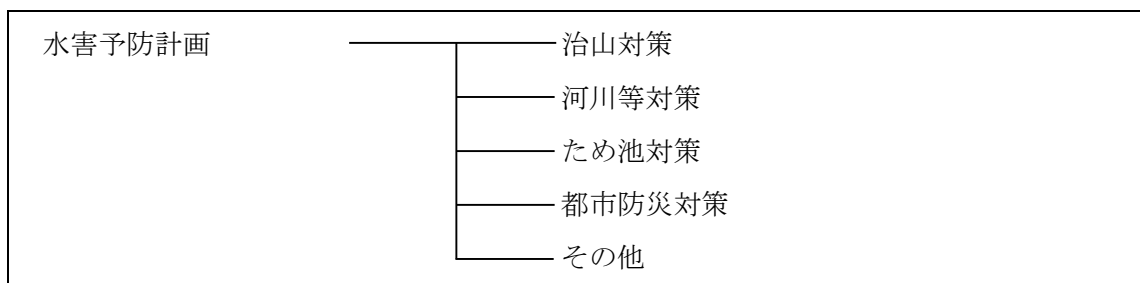 水害予防計画
治山対策
河川等対策
ため池対策
都市防災対策
その他